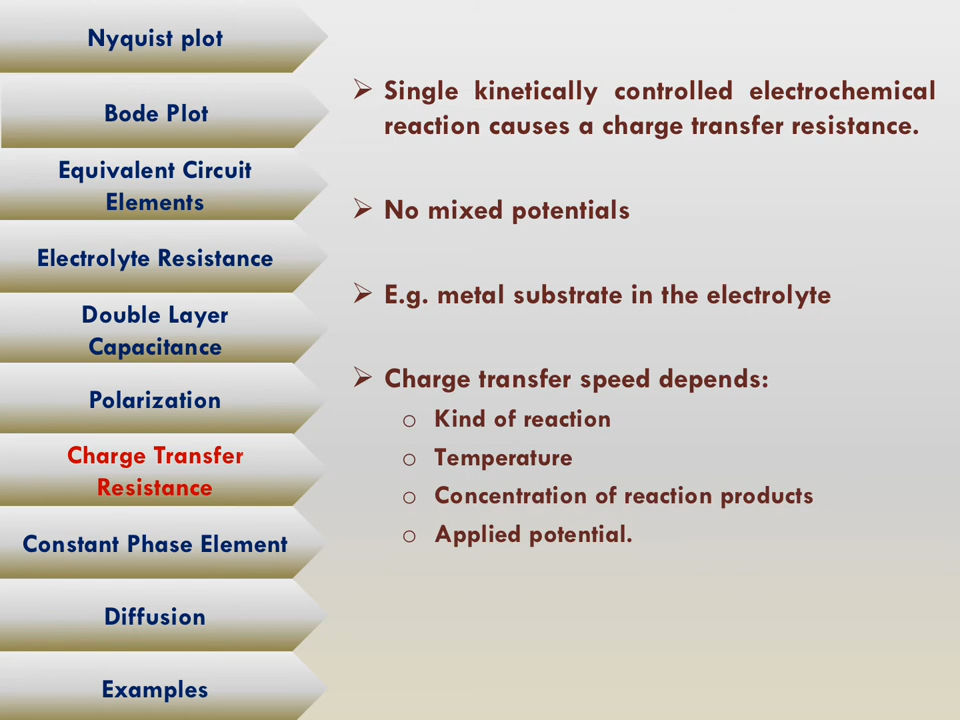 Nyquist plot
Bode Plot
Equivalent Circuit
Elements
Electrolyte Resistance
Double Layer
Capacitance
Polarization
Charge Transfer
Resistance
Constant Phase Element
Diffusion
Examples
➢ Single kinetically controlled electrochemical
reaction causes a charge transfer resistance.
➢ No mixed potentials
➢ E.g. metal substrate in the electrolyte
➢ Charge transfer speed depends:
o Kind of reaction
o Temperature
o Concentration of reaction products
o Applied potential.